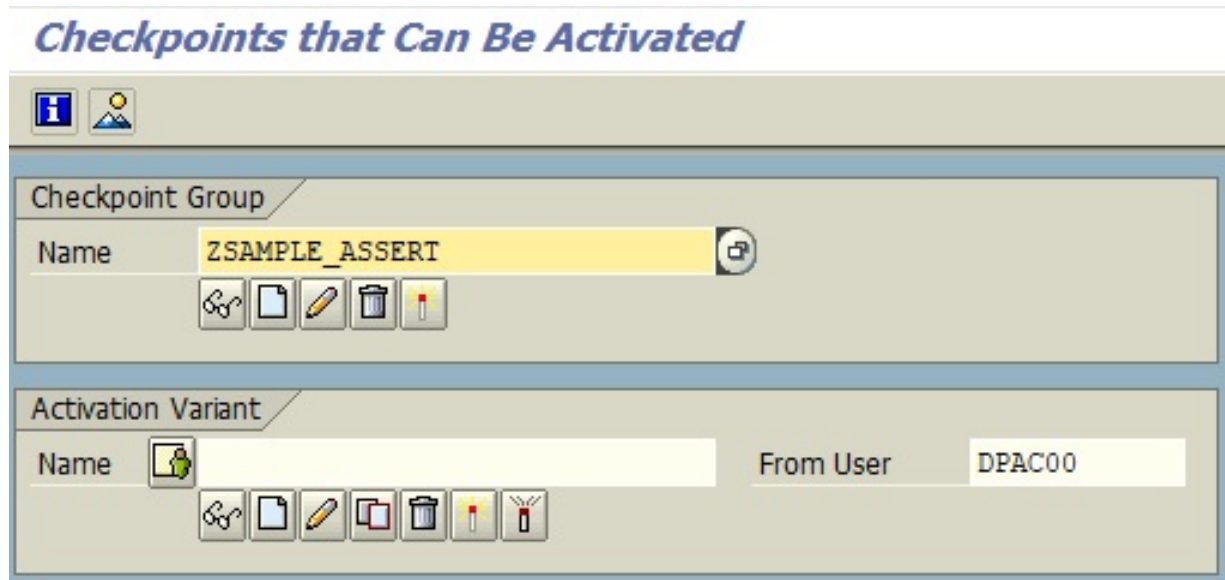 Checkpoints that Can Be Activated
Checkpoint Group
Name ZSAMPLE_ASSERT
Activation Variant
Name From User DPAC00